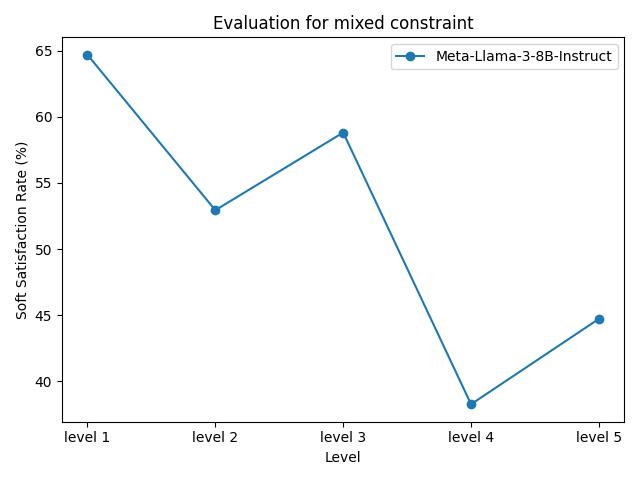 Evaluation for mixed constraint
Meta-Llama-3-8B-Instruct
Soft Satisfaction Rate (%)
65
60
55
50
45
40
level 1 level 2 level 3 level 4 level 5
Level